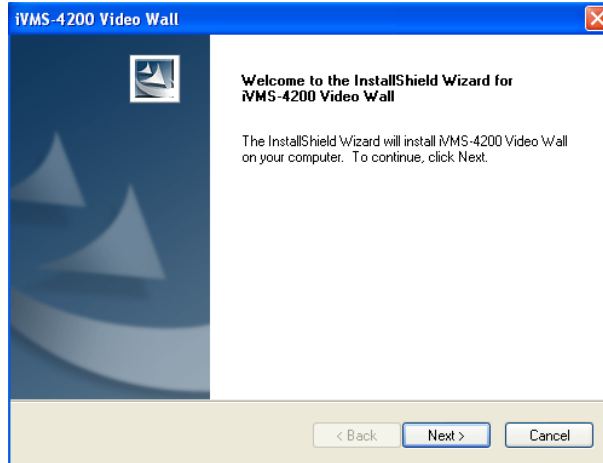 iVMS-4200 Video Wall
Welcome to the InstallShield Wizard for
iVMS-4200 Video Wall
The InstallShield Wizard will install iVMS-4200 Video Wall
on your computer. To continue, click Next.
< Back Next > Cancel